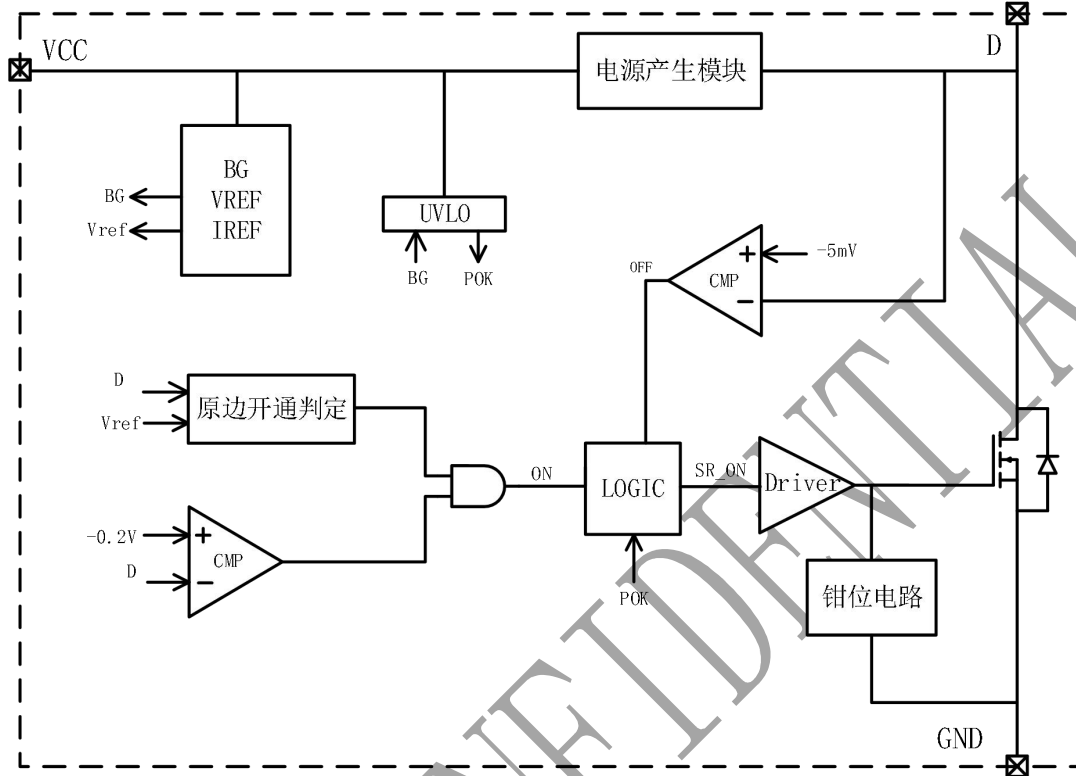 VCC
D
电源产生模块
BG
VREF
IREF
BG
Vref
UVLO
BG
POK
OFF
+
CMP
-
-5mV
D
Vref
原边开通判定
ON
LOGIC
SR_ON
Driver
-0.2V
D
+
CMP
-
POK
钳位电路
GND
NFIDENTIA